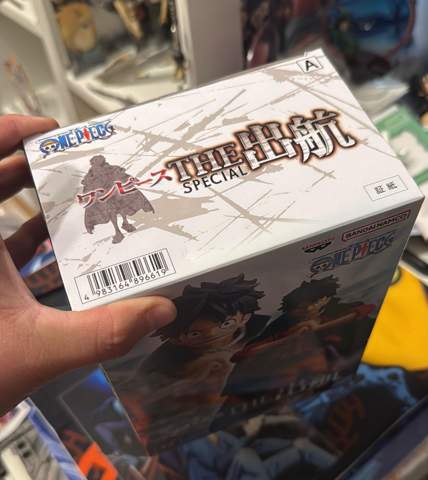 A
ONE PIECE
ワンピース THE 出航
SPECIAL
証紙
4 983164 896619
BANPRESTO
BANDAI NAMCO
ONE PIECE